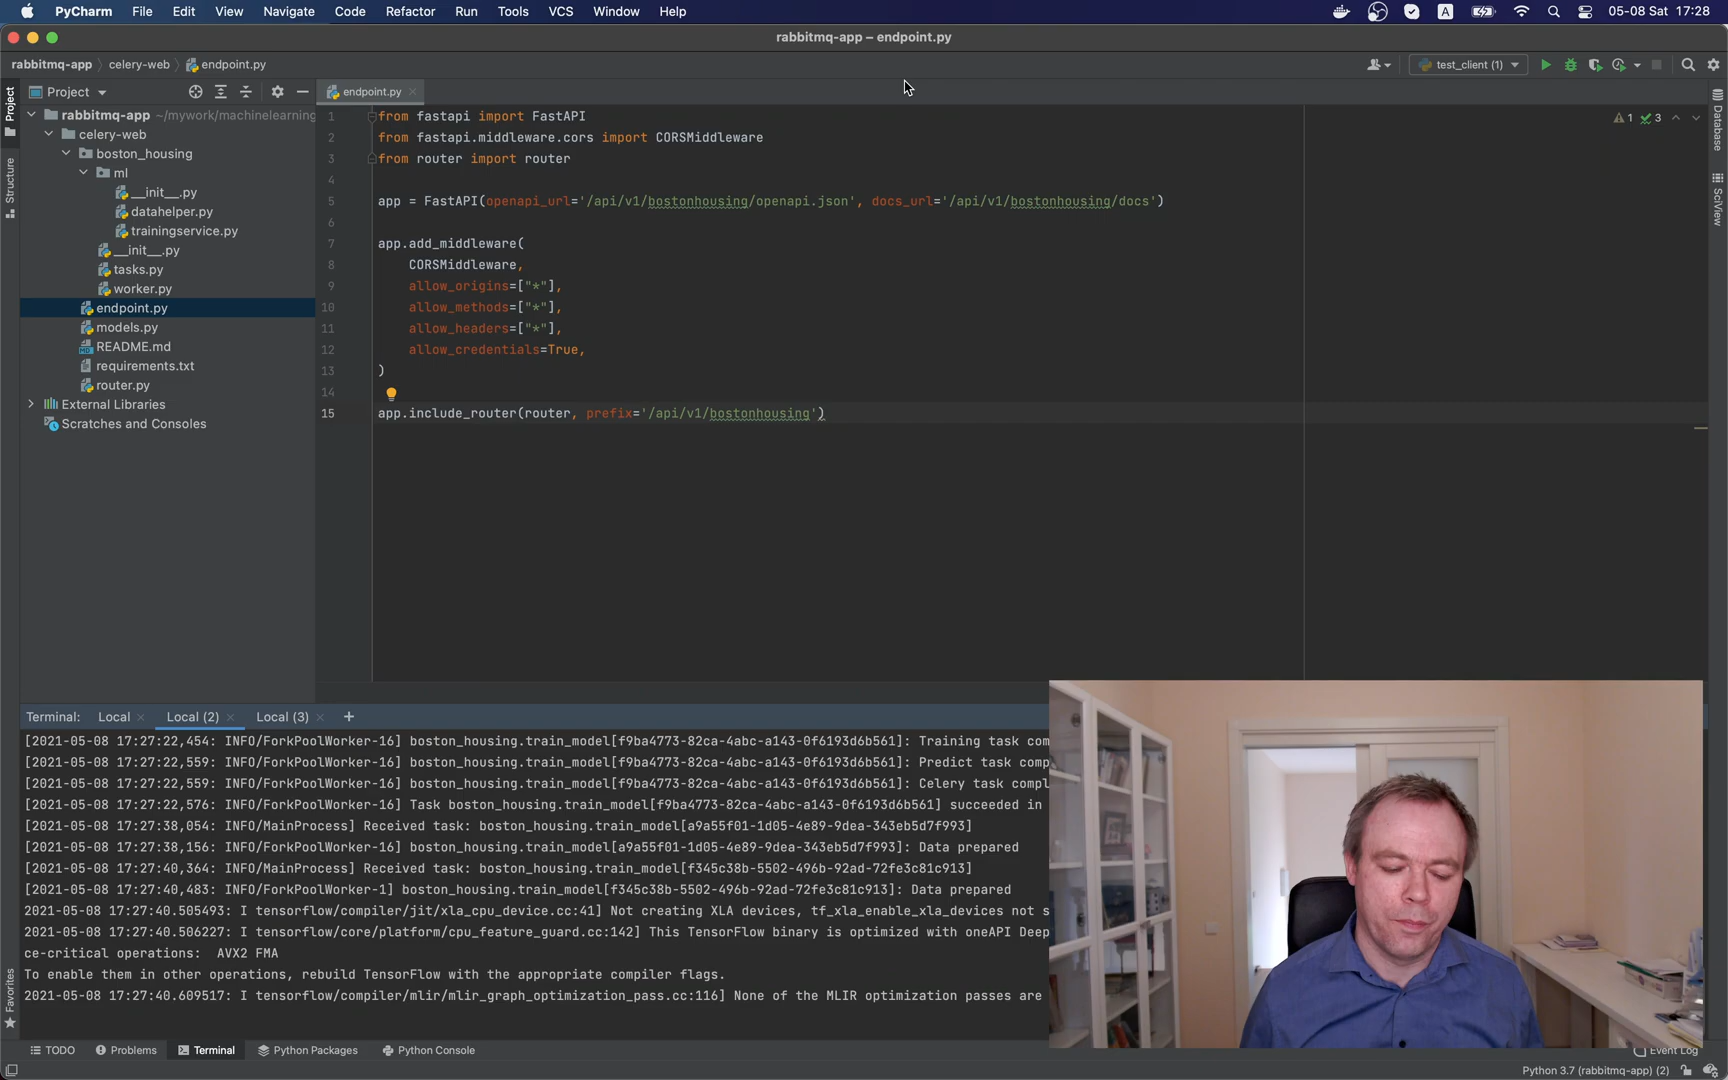 PyCharm File Edit View Navigate Code Refactor Run Tools VCS Window Help A 05-08 Sat 17:28
rabbitmq-app – endpoint.py
rabbitmq-app celery-web endpoint.py test_client (1)
Project
Project
rabbitmq-app ~/mywork/machinelearning
celery-web
boston_housing
ml
__init__.py
datahelper.py
trainingservice.py
__init__.py
tasks.py
worker.py
endpoint.py
models.py
README.md
requirements.txt
router.py
External Libraries
Scratches and Consoles
Structure
Favorites
endpoint.py
1 3
1 from fastapi import FastAPI
2 from fastapi.middleware.cors import CORSMiddleware
3 from router import router
4
5 app = FastAPI(openapi_url='/api/v1/bostonhousing/openapi.json', docs_url='/api/v1/bostonhousing/docs')
6
7 app.add_middleware(
8 CORSMiddleware,
9 allow_origins=["*"],
10 allow_methods=["*"],
11 allow_headers=["*"],
12 allow_credentials=True,
13 )
14
15 app.include_router(router, prefix='/api/v1/bostonhousing')
Database
SciView
Terminal: Local Local (2) Local (3) +
[2021-05-08 17:27:22,454: INFO/ForkPoolWorker-16] boston_housing.train_model[f9ba4773-82ca-4abc-a143-0f6193d6b561]: Training task com
[2021-05-08 17:27:22,559: INFO/ForkPoolWorker-16] boston_housing.train_model[f9ba4773-82ca-4abc-a143-0f6193d6b561]: Predict task comp
[2021-05-08 17:27:22,559: INFO/ForkPoolWorker-16] boston_housing.train_model[f9ba4773-82ca-4abc-a143-0f6193d6b561]: Celery task compl
[2021-05-08 17:27:22,576: INFO/ForkPoolWorker-16] Task boston_housing.train_model[f9ba4773-82ca-4abc-a143-0f6193d6b561] succeeded in
[2021-05-08 17:27:38,054: INFO/MainProcess] Received task: boston_housing.train_model[a9a55f01-1d05-4e89-9dea-343eb5d7f993]
[2021-05-08 17:27:38,156: INFO/ForkPoolWorker-16] boston_housing.train_model[a9a55f01-1d05-4e89-9dea-343eb5d7f993]: Data prepared
[2021-05-08 17:27:40,364: INFO/MainProcess] Received task: boston_housing.train_model[f345c38b-5502-496b-92ad-72fe3c81c913]
[2021-05-08 17:27:40,483: INFO/ForkPoolWorker-1] boston_housing.train_model[f345c38b-5502-496b-92ad-72fe3c81c913]: Data prepared
2021-05-08 17:27:40.505493: I tensorflow/compiler/jit/xla_cpu_device.cc:41] Not creating XLA devices, tf_xla_enable_xla_devices not s
2021-05-08 17:27:40.506227: I tensorflow/core/platform/cpu_feature_guard.cc:142] This TensorFlow binary is optimized with oneAPI Deep
ce-critical operations:  AVX2 FMA
To enable them in other operations, rebuild TensorFlow with the appropriate compiler flags.
2021-05-08 17:27:40.609517: I tensorflow/compiler/mlir/mlir_graph_optimization_pass.cc:116] None of the MLIR optimization passes are
TODO Problems Terminal Python Packages Python Console Event Log
Python 3.7 (rabbitmq-app) (2)